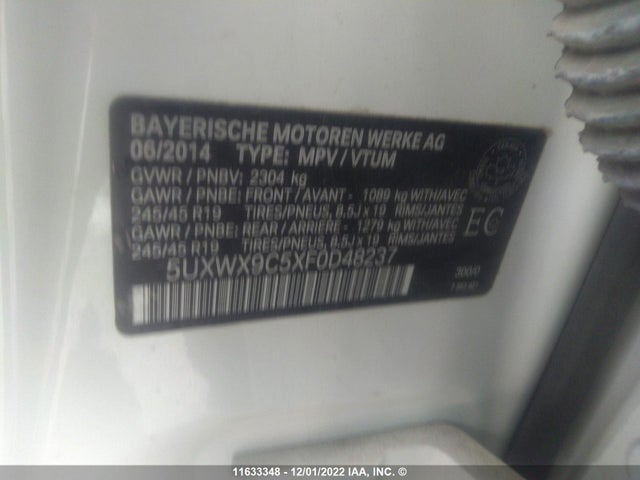 BAYERISCHE MOTOREN WERKE AG
06/2014 TYPE: MPV / VTUM
GVWR / PNBV: 2304 kg
GAWR / PNBE: FRONT / AVANT - 1089 kg WITH/AVEC
245/45 R19 TIRES/PNEUS, 8.5J x 19 RIMS/JANTES
GAWR / PNBE: REAR / ARRIÈRE - 1279 kg WITH/AVEC
245/45 R19 TIRES/PNEUS, 8.5J x 19 RIMS/JANTES
EC
5UXWX9C5XF0D48237
300/0
11633348 - 12/01/2022 IAA, INC. ©